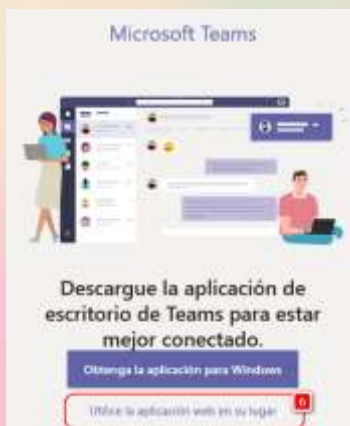 Microsoft Teams
Descargue la aplicación de
escritorio de Teams para estar
mejor conectado.
Obtenga la aplicación para Windows
6
Utilice la aplicación web en su lugar